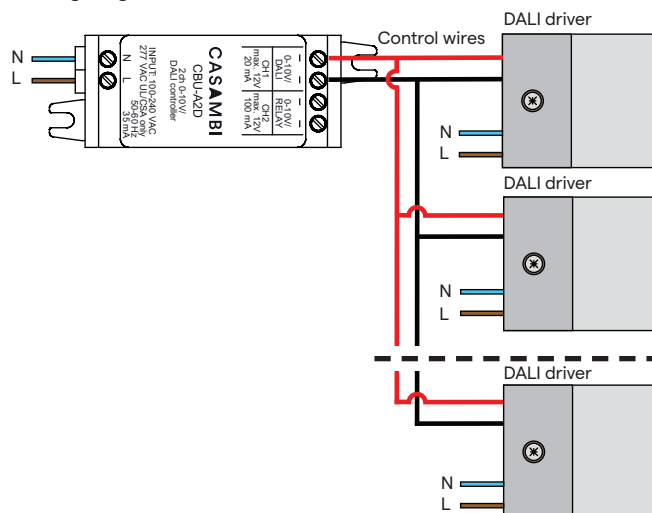 DALI driver
Control wires
N
L
INPUT: 100-240 VAC
277 VAC UL/CSA only
50-60 Hz
35 mA
N
L
CASAMBI
CBU-A2D
2ch 0-10V/
DALI controller
0-10V/
DALI
CH1
max. 12V
20 mA
0-10V/
RELAY
CH2
max. 12V
100 mA
N
L
DALI driver
N
L
DALI driver
N
L